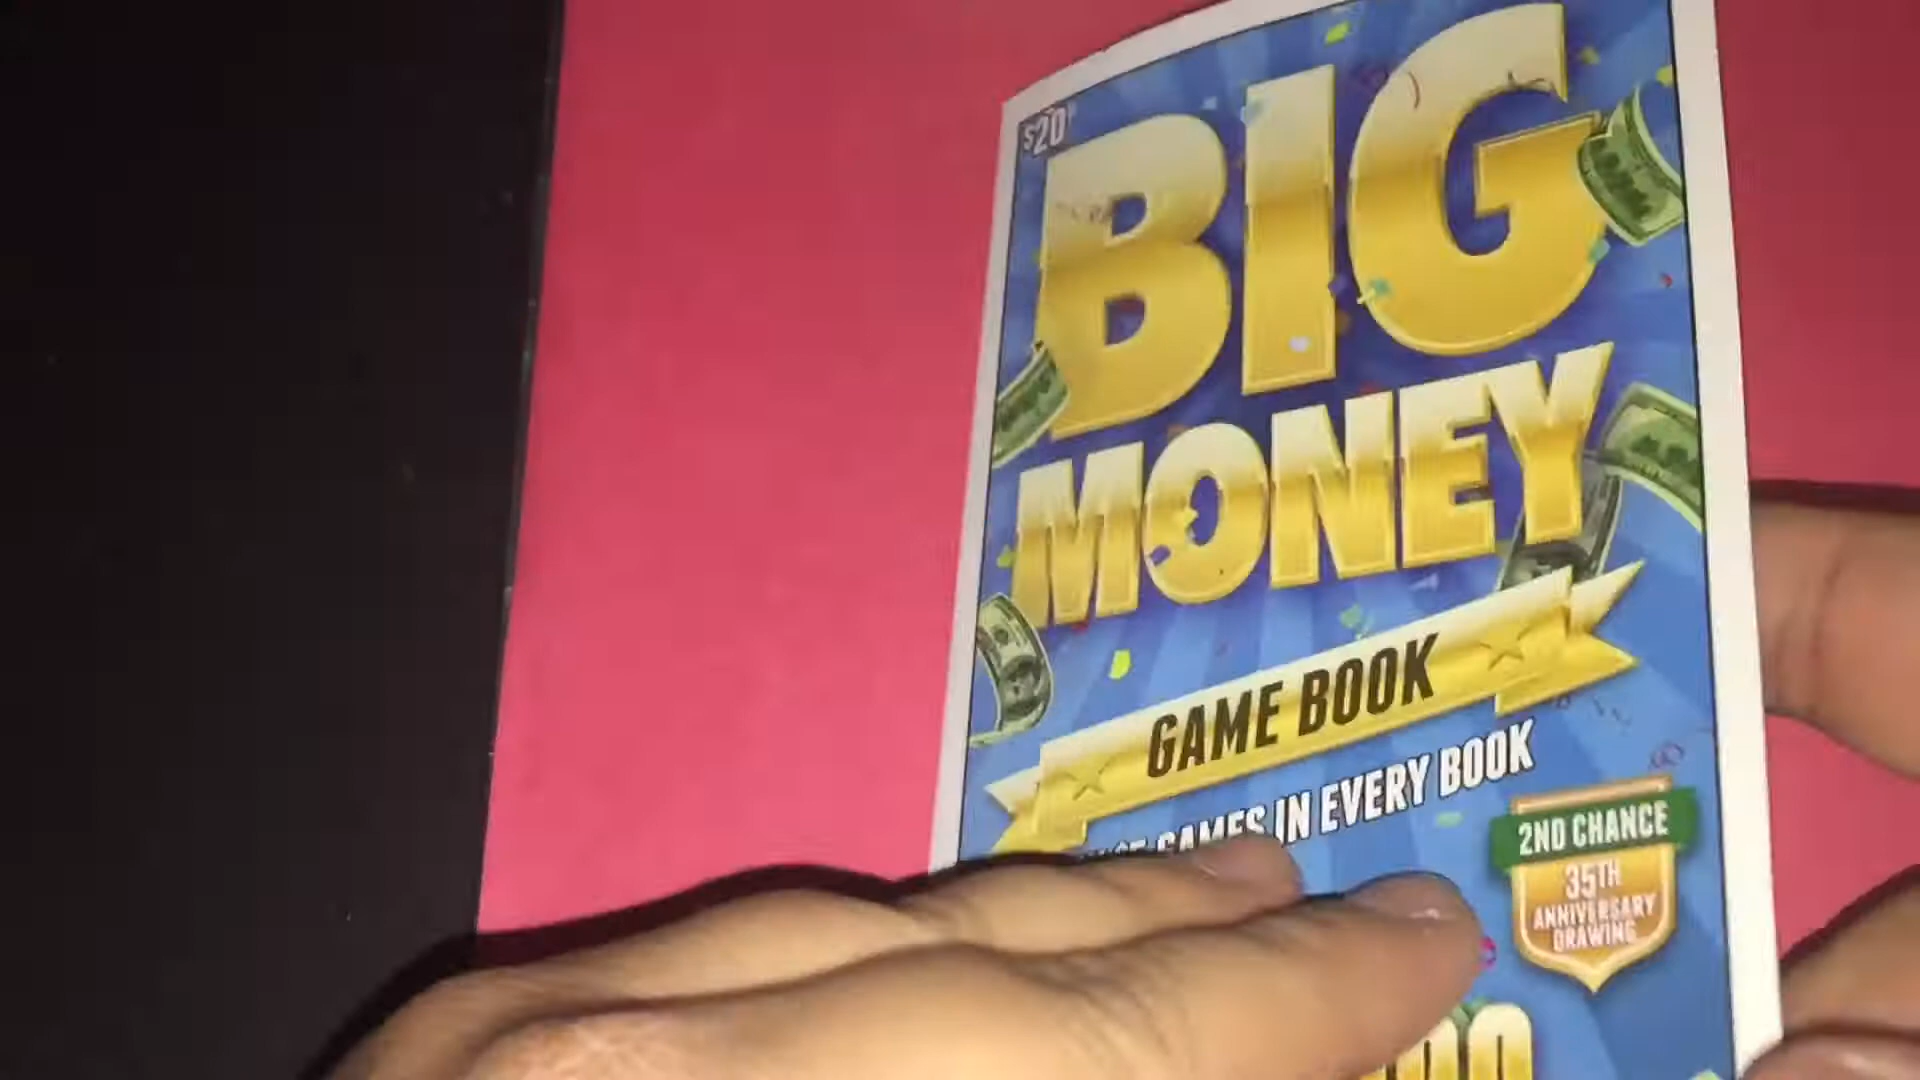 $20
BIG
MONEY
GAME BOOK
GAMES IN EVERY BOOK
2ND CHANCE
35TH
ANNIVERSARY
DRAWING